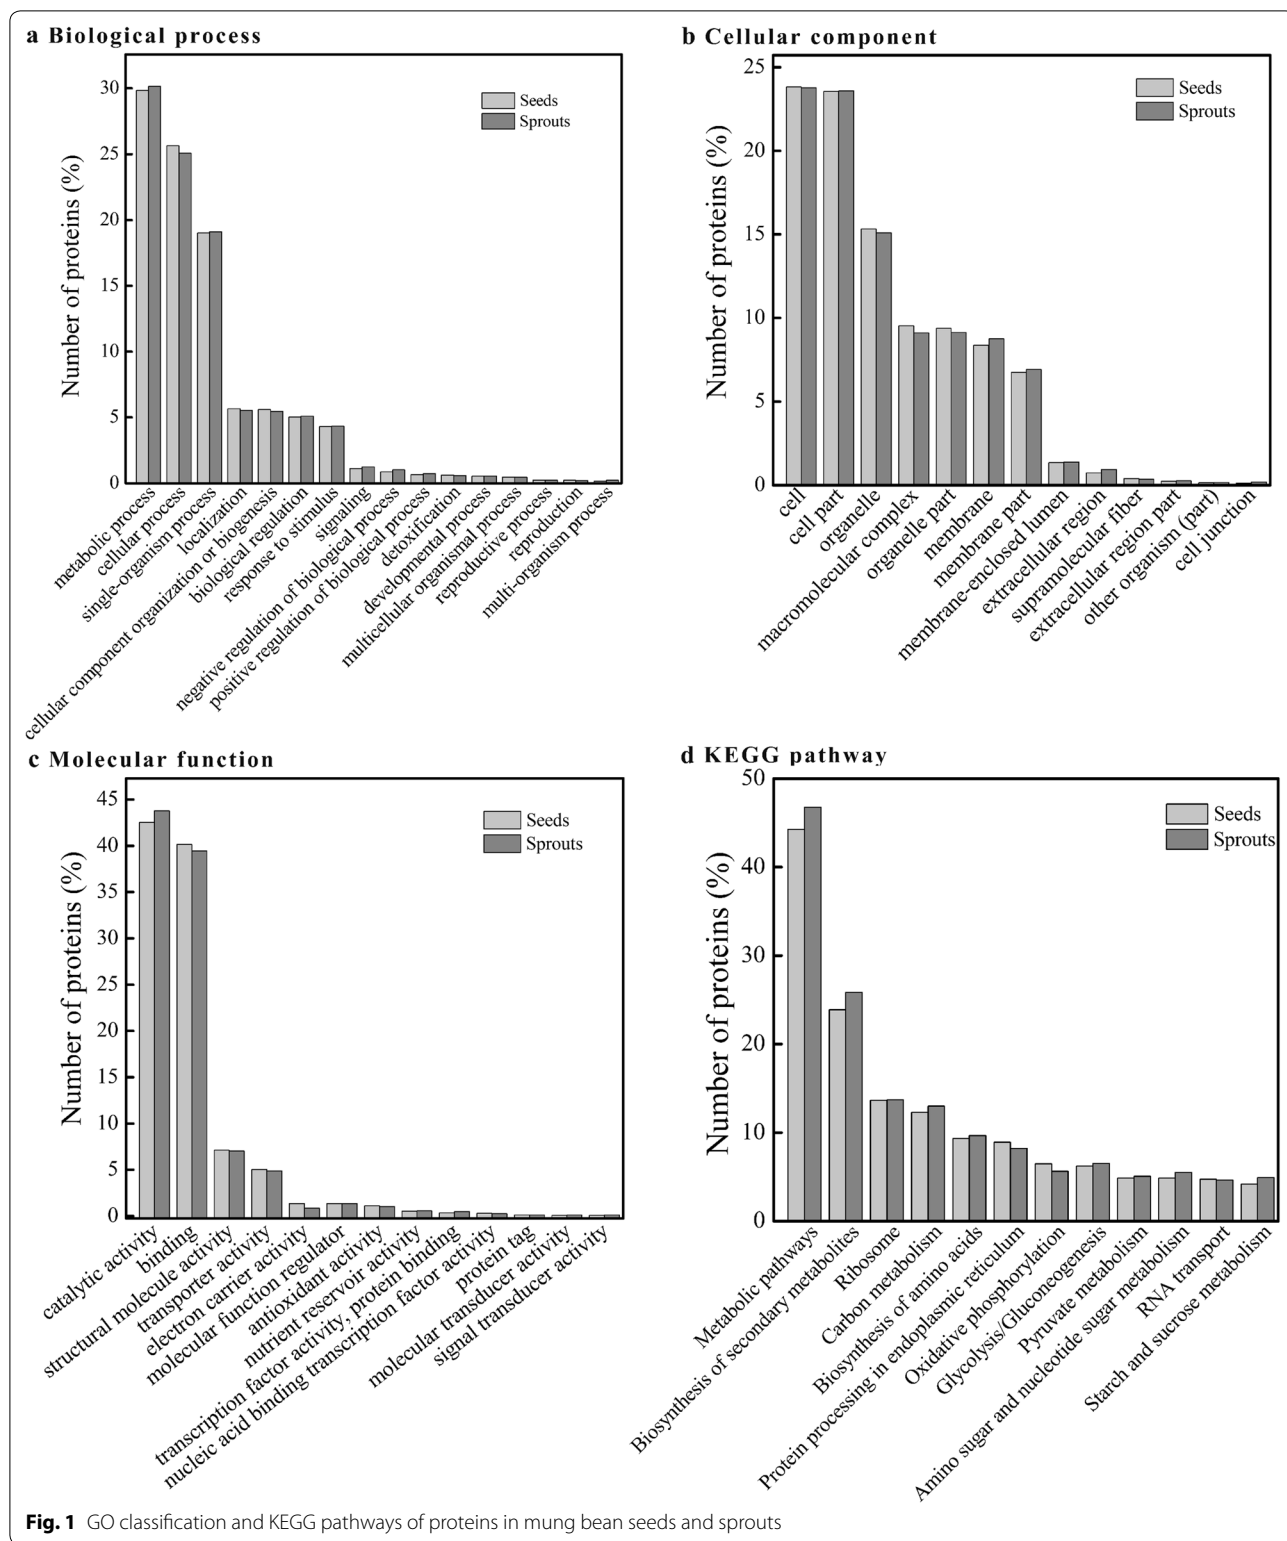 a Biological process
Number of proteins (%)
30
25
20
15
10
5
0
Seeds
Sprouts
metabolic process
cellular process
single-organism process
localization
cellular component organization or biogenesis
biological regulation
response to stimulus
signaling
negative regulation of biological process
positive regulation of biological process
detoxification
developmental process
multicellular organismal process
reproductive process
reproduction
multi-organism process
b Cellular component
Number of proteins (%)
25
20
15
10
5
0
Seeds
Sprouts
cell
cell part
organelle
macromolecular complex
organelle part
membrane
membrane part
membrane-enclosed lumen
extracellular region
supramolecular fiber
extracellular region part
other organism (part)
cell junction
c Molecular function
Number of proteins (%)
45
40
35
30
25
20
15
10
5
0
Seeds
Sprouts
catalytic activity
binding
structural molecule activity
transporter activity
electron carrier activity
molecular function regulator
antioxidant activity
nutrient reservoir activity
transcription factor activity, protein binding
nucleic acid binding transcription factor activity
protein tag
molecular transducer activity
signal transducer activity
d KEGG pathway
Number of proteins (%)
50
40
30
20
10
0
Seeds
Sprouts
Metabolic pathways
Biosynthesis of secondary metabolites
Ribosome
Carbon metabolism
Biosynthesis of amino acids
Protein processing in endoplasmic reticulum
Oxidative phosphorylation
Glycolysis/Gluconeogenesis
Pyruvate metabolism
Amino sugar and nucleotide sugar metabolism
RNA transport
Starch and sucrose metabolism
Fig. 1 GO classification and KEGG pathways of proteins in mung bean seeds and sprouts